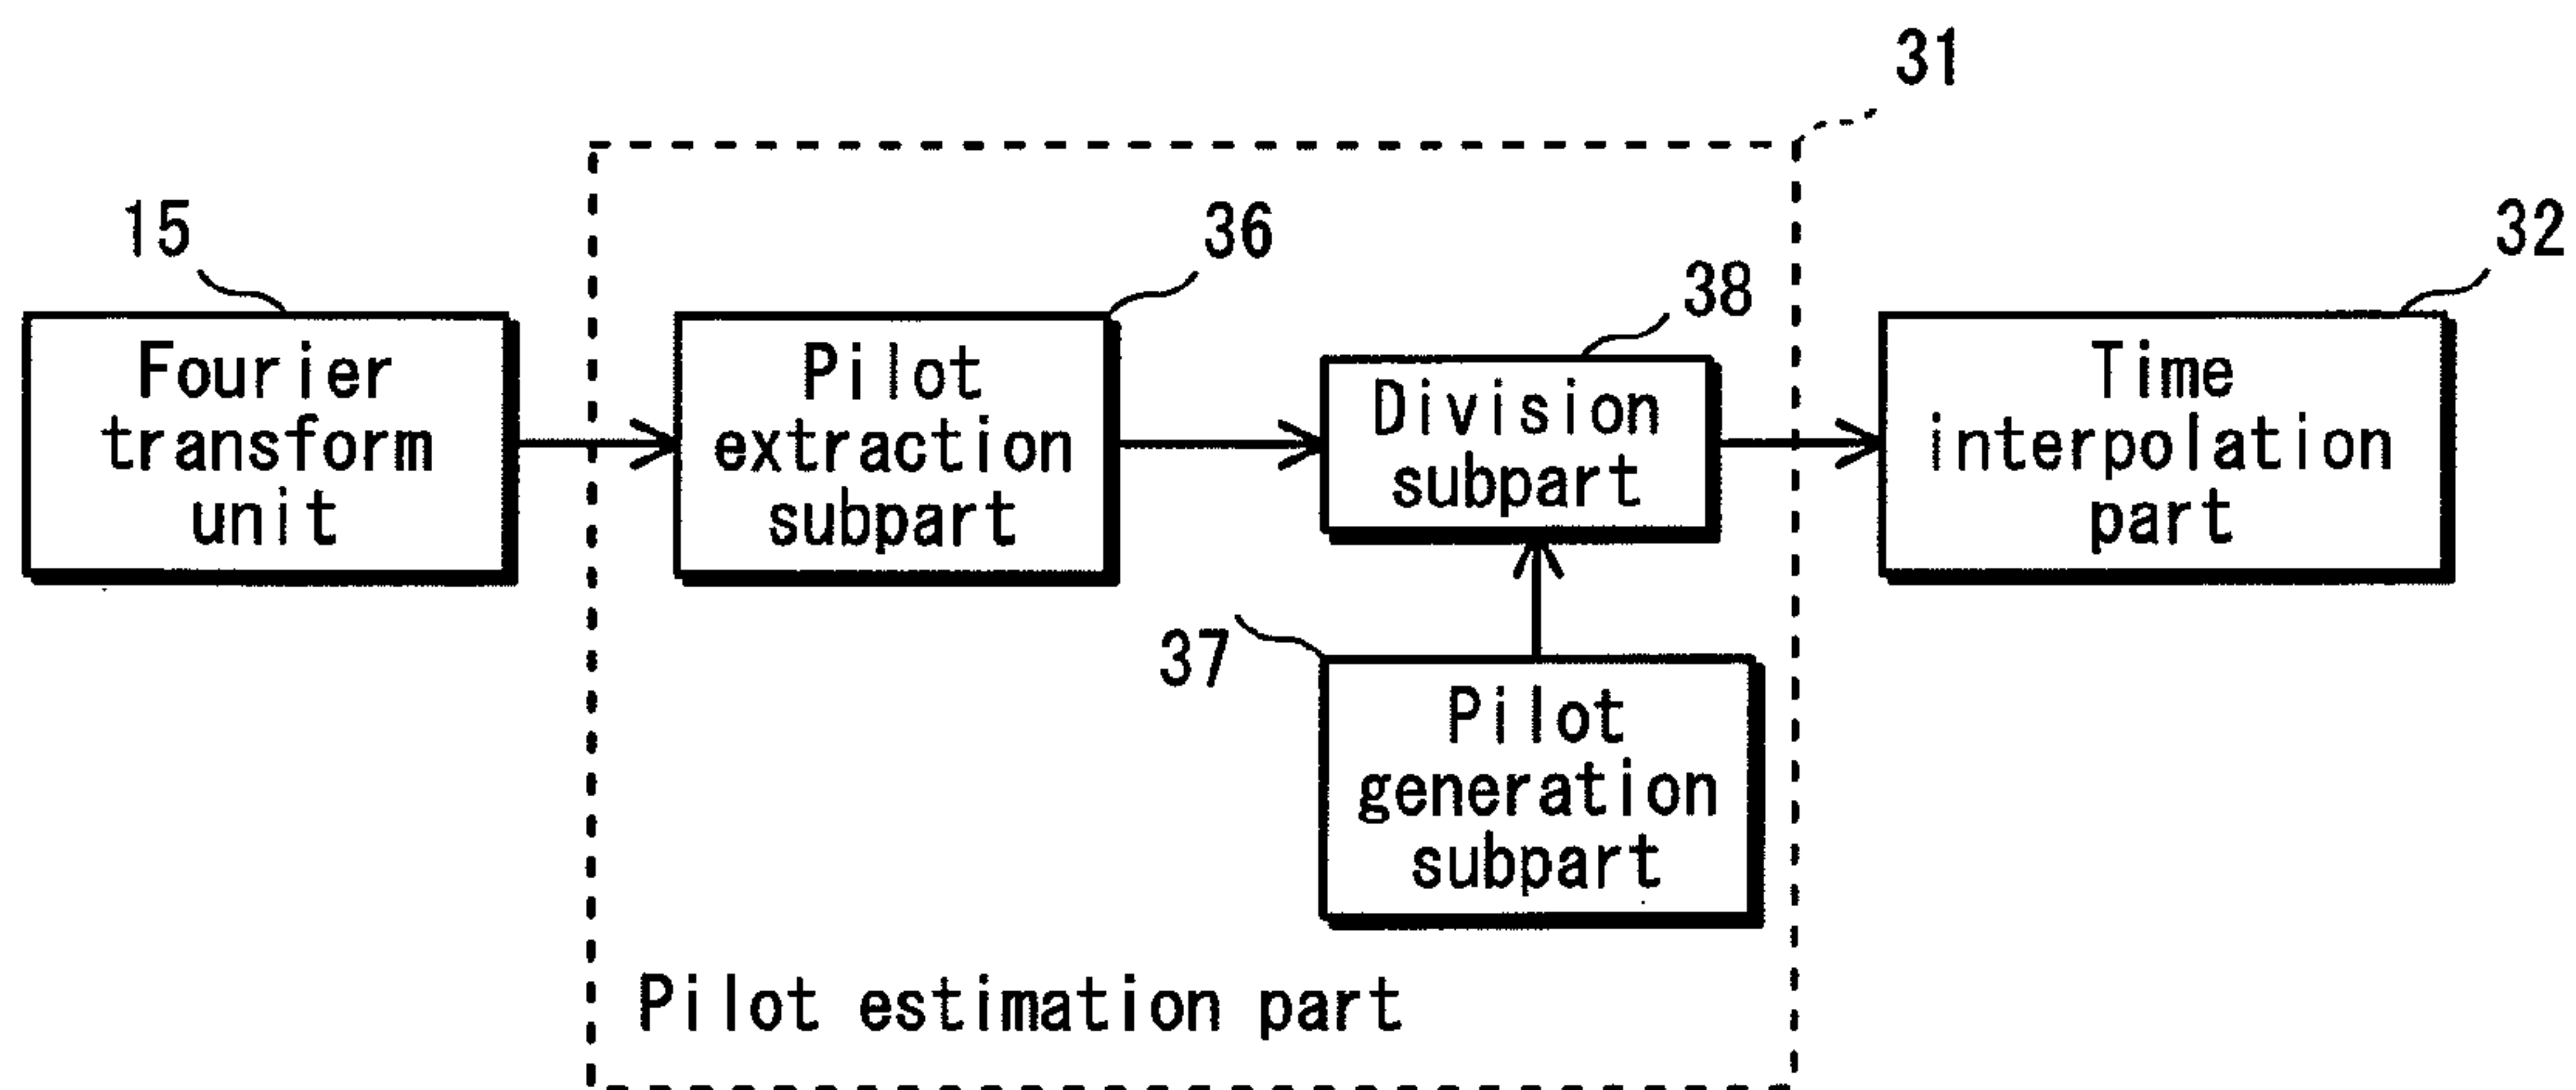 31
15
36
38
32
Fourier
transform
unit
Pilot
extraction
subpart
Division
subpart
Time
interpolation
part
37
Pilot
generation
subpart
Pilot estimation part